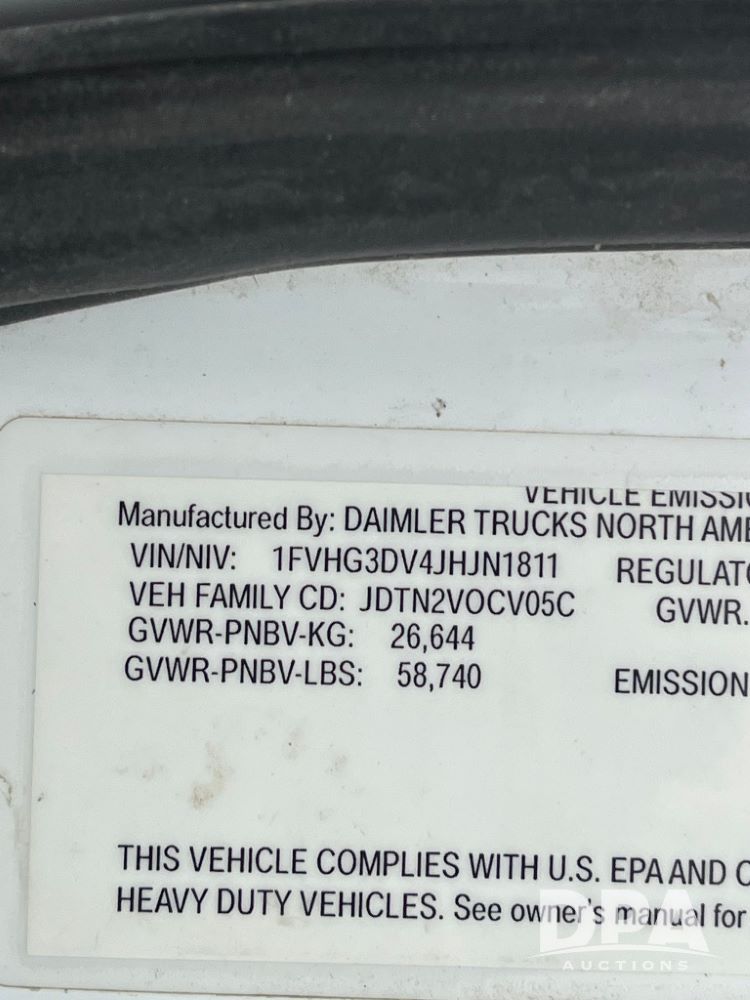 VEHICLE EMISSI
Manufactured By: DAIMLER TRUCKS NORTH AME
VIN/NIV: 1FVHG3DV4JHJN1811 REGULATO
VEH FAMILY CD: JDTN2VOCV05C GVWR.
GVWR-PNBV-KG: 26,644
GVWR-PNBV-LBS: 58,740 EMISSION
THIS VEHICLE COMPLIES WITH U.S. EPA AND C
HEAVY DUTY VEHICLES. See owner's manual for
DPA
AUCTIONS